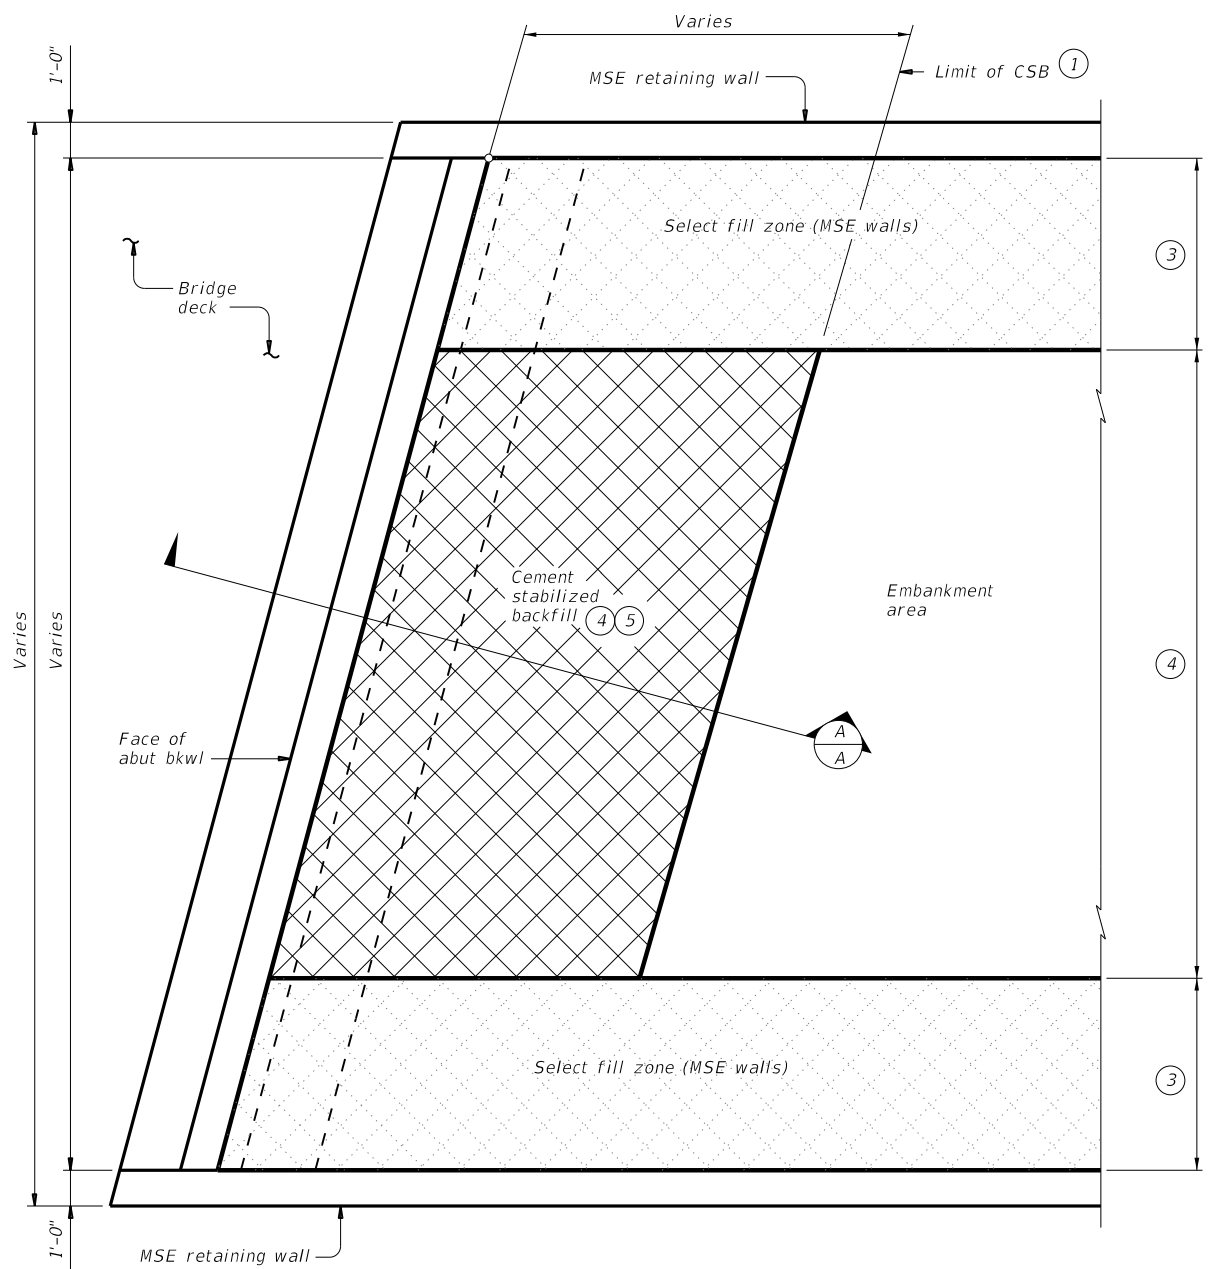 Varies
1'-0"
MSE retaining wall
Limit of CSB 1
Select fill zone (MSE walls)
3
Bridge
deck
Cement
stabilized
backfill 4 5
Embankment
area
Varies
Varies
4
Face of
abut bkwl
A
A
Select fill zone (MSE walls)
3
1'-0"
MSE retaining wall